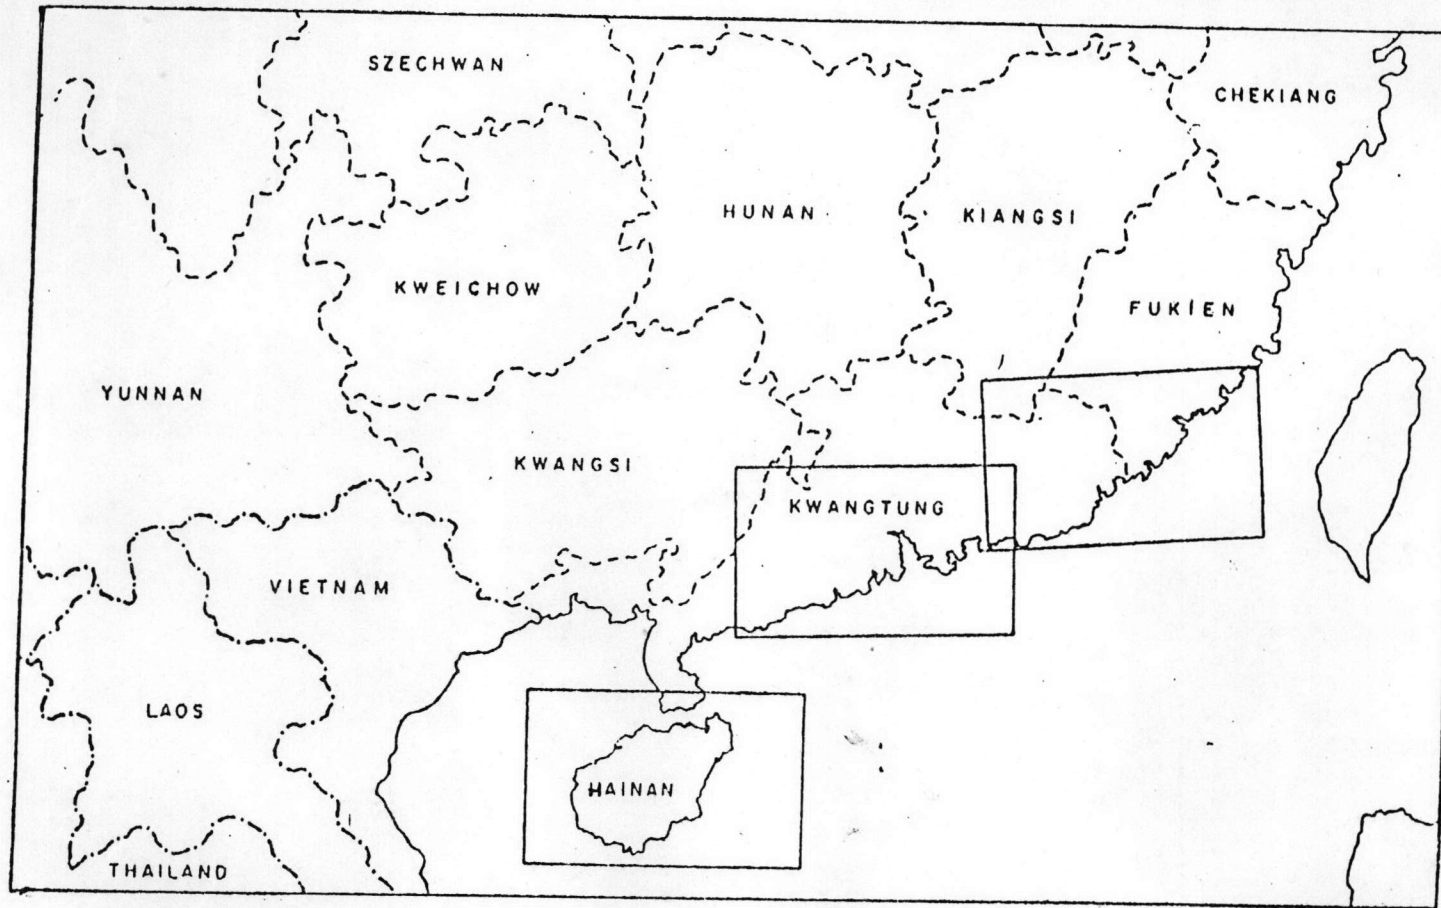 SZECHWAN
CHEKIANG
HUNAN
KIANGSI
KWEICHOW
FUKIEN
YUNNAN
KWANGSI
KWANGTUNG
VIETNAM
LAOS
HAINAN
THAILAND